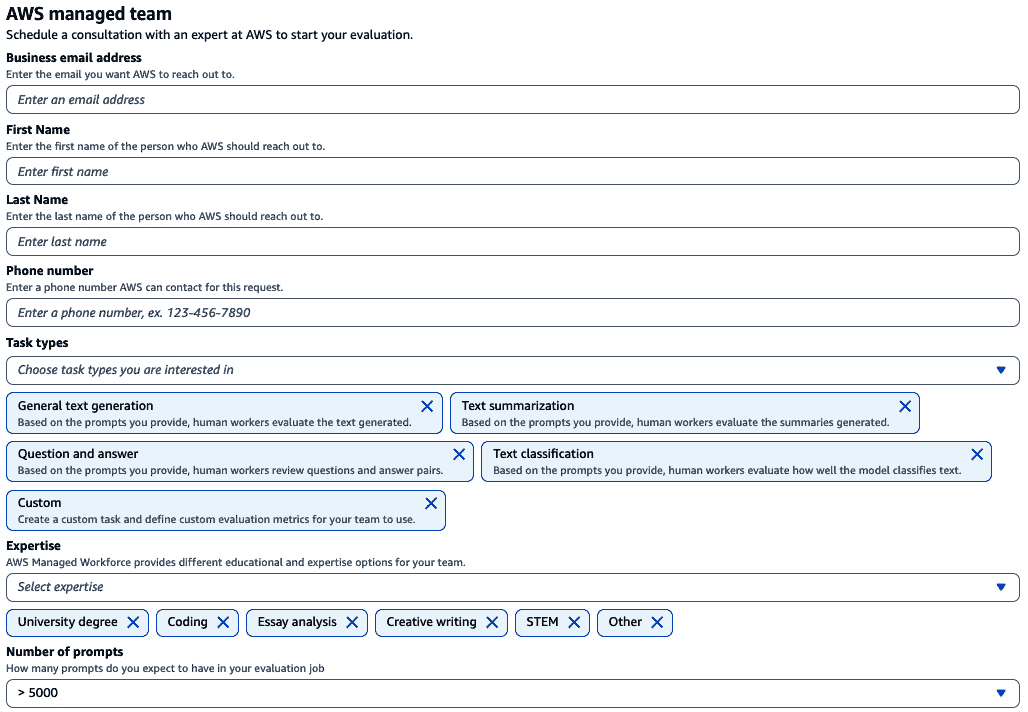 AWS managed team
Schedule a consultation with an expert at AWS to start your evaluation.
Business email address
Enter the email you want AWS to reach out to.
Enter an email address
First Name
Enter the first name of the person who AWS should reach out to.
Enter first name
Last Name
Enter the last name of the person who AWS should reach out to.
Enter last name
Phone number
Enter a phone number AWS can contact for this request.
Enter a phone number, ex. 123-456-7890
Task types
Choose task types you are interested in
General text generation
Based on the prompts you provide, human workers evaluate the text generated.
Text summarization
Based on the prompts you provide, human workers evaluate the summaries generated.
Question and answer
Based on the prompts you provide, human workers review questions and answer pairs.
Text classification
Based on the prompts you provide, human workers evaluate how well the model classifies text.
Custom
Create a custom task and define custom evaluation metrics for your team to use.
Expertise
AWS Managed Workforce provides different educational and expertise options for your team.
Select expertise
University degree
Coding
Essay analysis
Creative writing
STEM
Other
Number of prompts
How many prompts do you expect to have in your evaluation job
> 5000